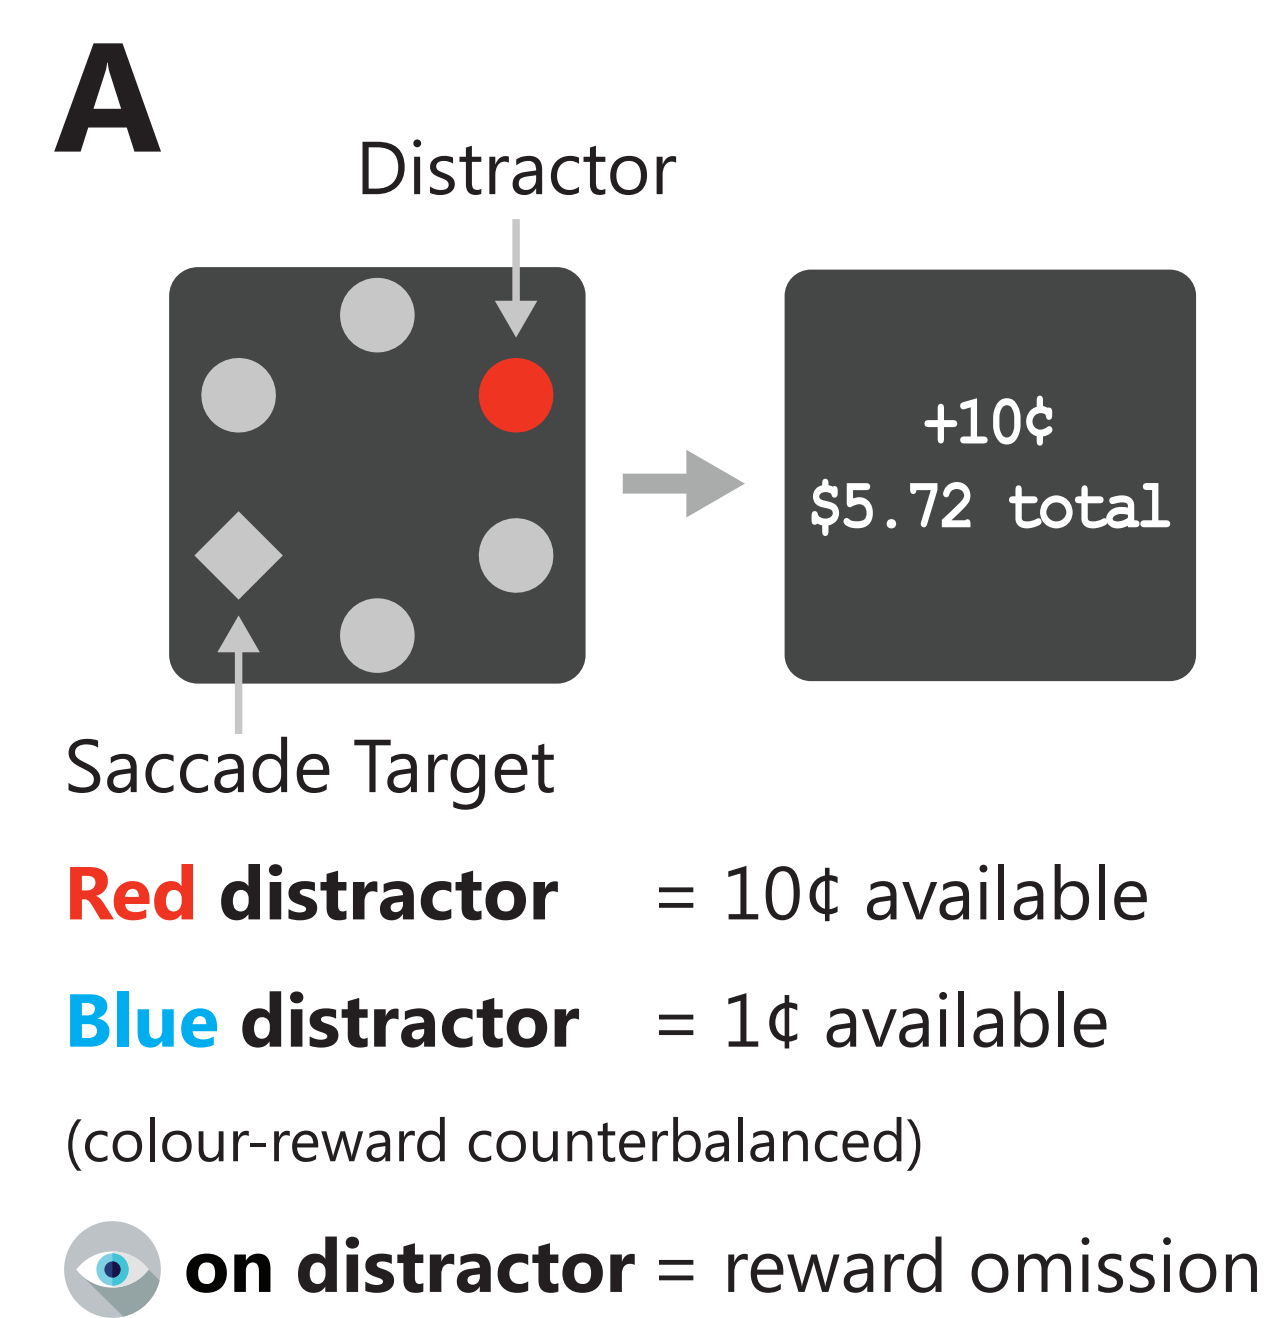 A
Distractor
+10¢
$5.72 total
Saccade Target
Red distractor = 10¢ available
Blue distractor = 1¢ available
(colour-reward counterbalanced)
on distractor = reward omission